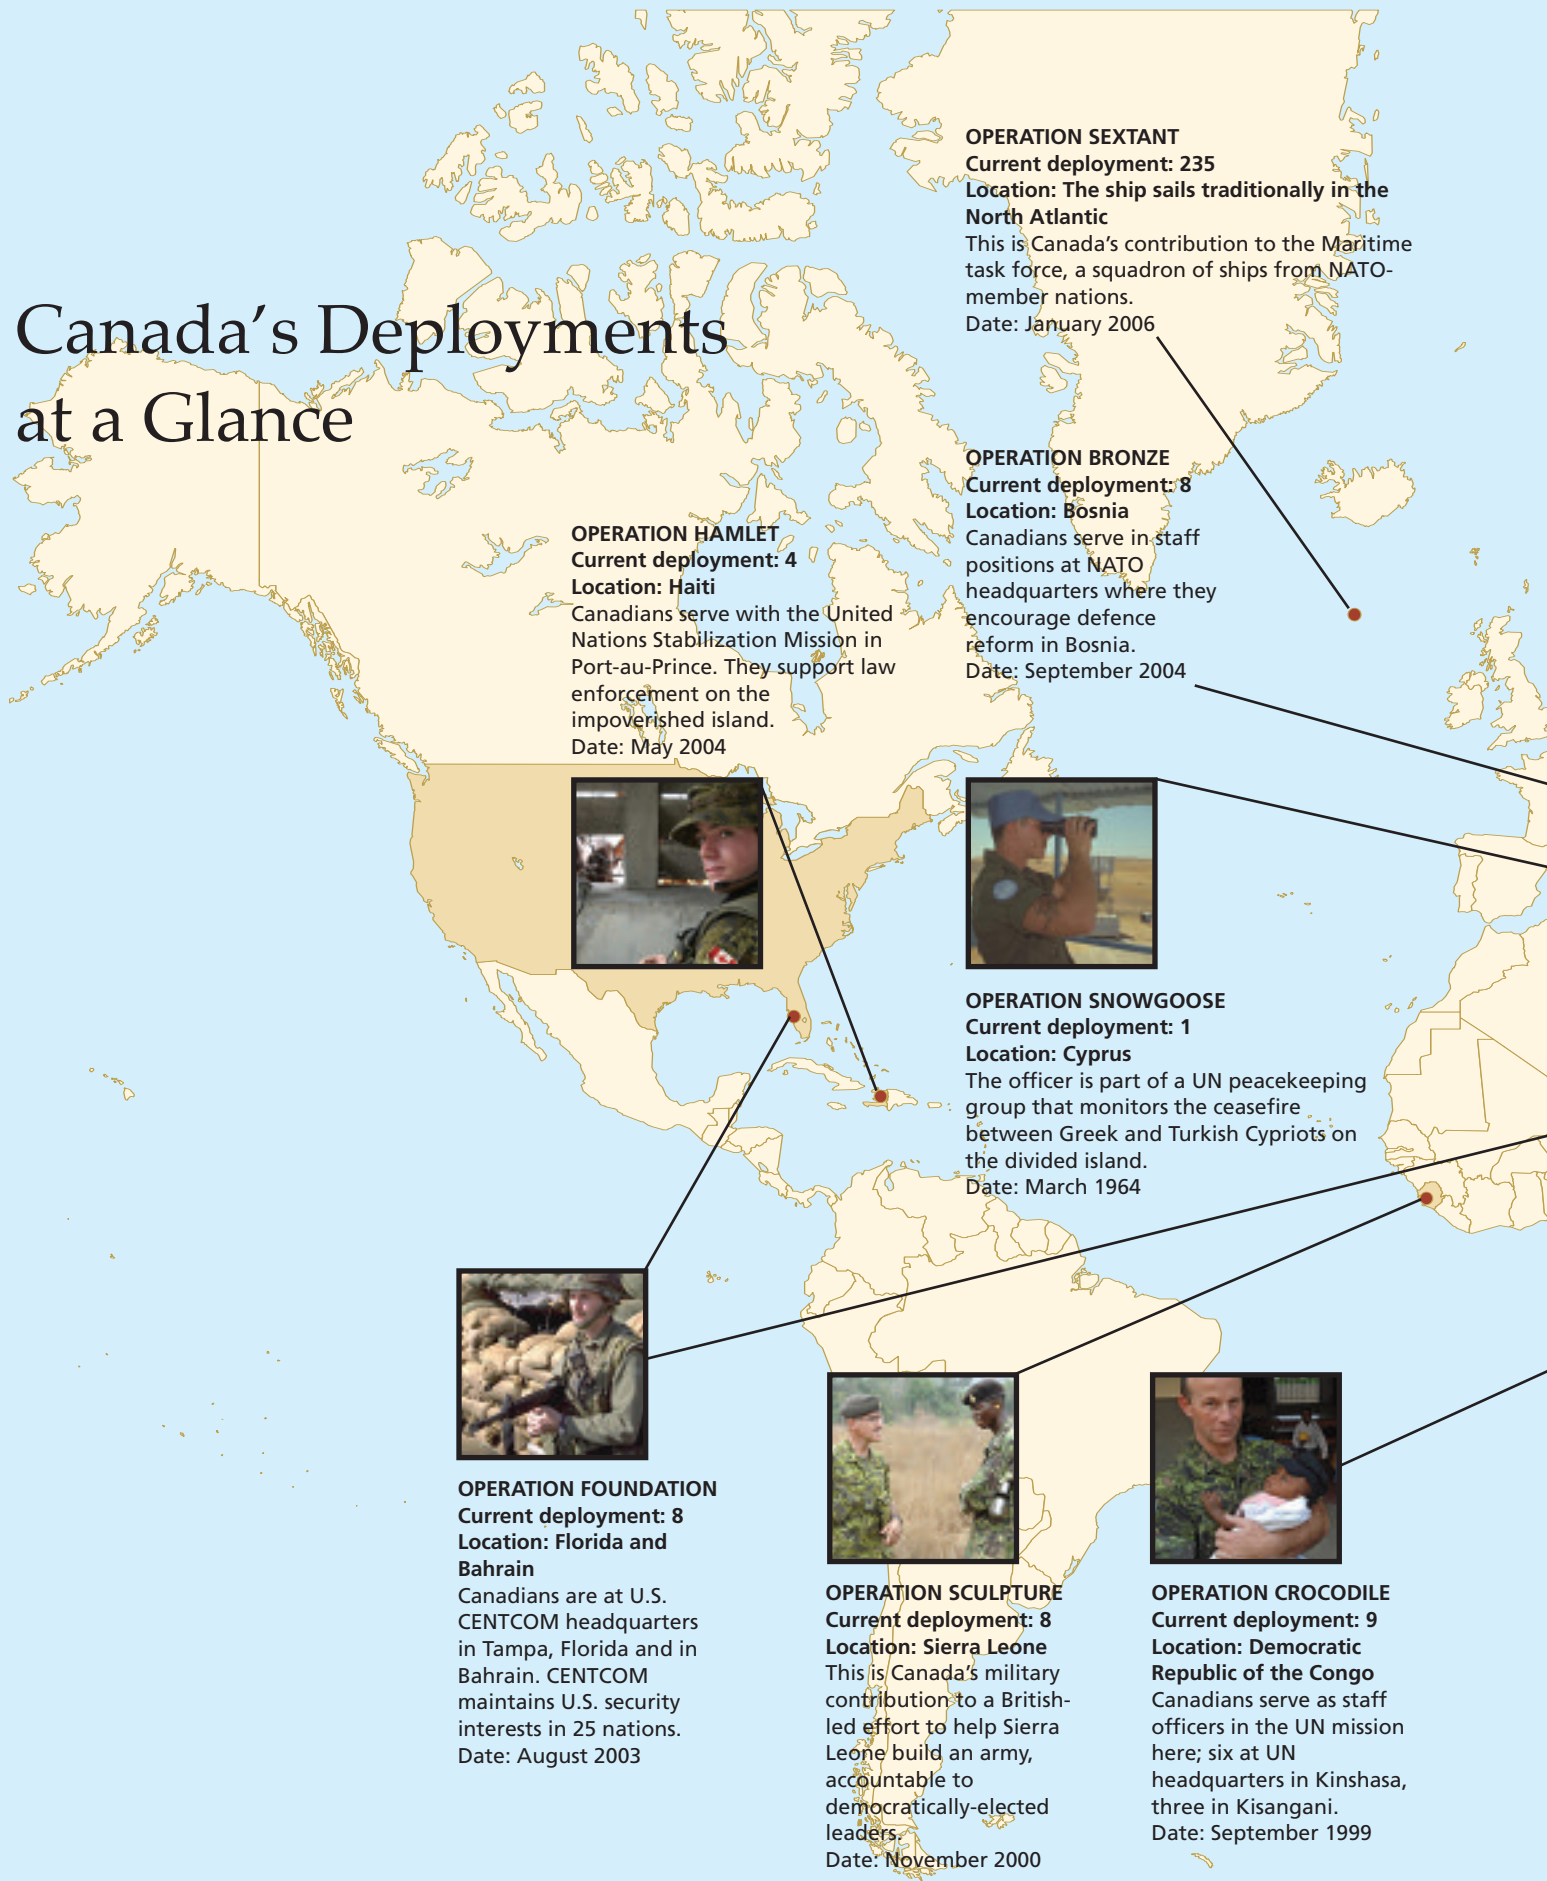 Canada’s Deployments
at a Glance
OPERATION SEXTANT
Current deployment: 235
Location: The ship sails traditionally in the
North Atlantic
This is Canada’s contribution to the Maritime
task force, a squadron of ships from NATO-
member nations.
Date: January 2006
OPERATION BRONZE
Current deployment: 8
Location: Bosnia
Canadians serve in staff
positions at NATO
headquarters where they
encourage defence
reform in Bosnia.
Date: September 2004
OPERATION HAMLET
Current deployment: 4
Location: Haiti
Canadians serve with the United
Nations Stabilization Mission in
Port-au-Prince. They support law
enforcement on the
impoverished island.
Date: May 2004
OPERATION SNOWGOOSE
Current deployment: 1
Location: Cyprus
The officer is part of a UN peacekeeping
group that monitors the ceasefire
between Greek and Turkish Cypriots on
the divided island.
Date: March 1964
OPERATION FOUNDATION
Current deployment: 8
Location: Florida and
Bahrain
Canadians are at U.S.
CENTCOM headquarters
in Tampa, Florida and in
Bahrain. CENTCOM
maintains U.S. security
interests in 25 nations.
Date: August 2003
OPERATION SCULPTURE
Current deployment: 8
Location: Sierra Leone
This is Canada’s military
contribution to a British-
led effort to help Sierra
Leone build an army,
accountable to
democratically-elected
leaders.
Date: November 2000
OPERATION CROCODILE
Current deployment: 9
Location: Democratic
Republic of the Congo
Canadians serve as staff
officers in the UN mission
here; six at UN
headquarters in Kinshasa,
three in Kisangani.
Date: September 1999